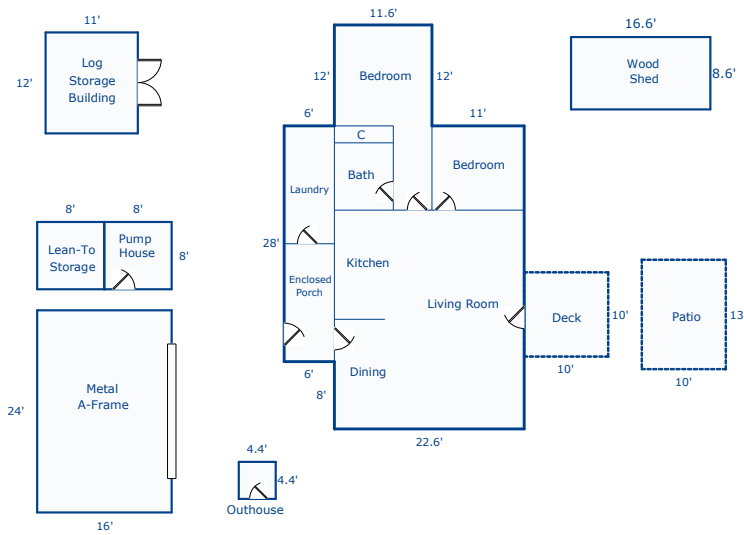 11.6'
11'
16.6'
Log
Storage
Building
12'
12'
Bedroom
12'
Wood
Shed
8.6'
6'
11'
C
Bath
Bedroom
Laundry
8'
8'
Lean-To
Storage
Pump
House
8'
28'
Kitchen
Enclosed
Porch
Living Room
Deck
10'
Patio
13
10'
10'
6'
8'
Dining
Metal
A-Frame
24'
22.6'
4.4'
4.4'
Outhouse
16'